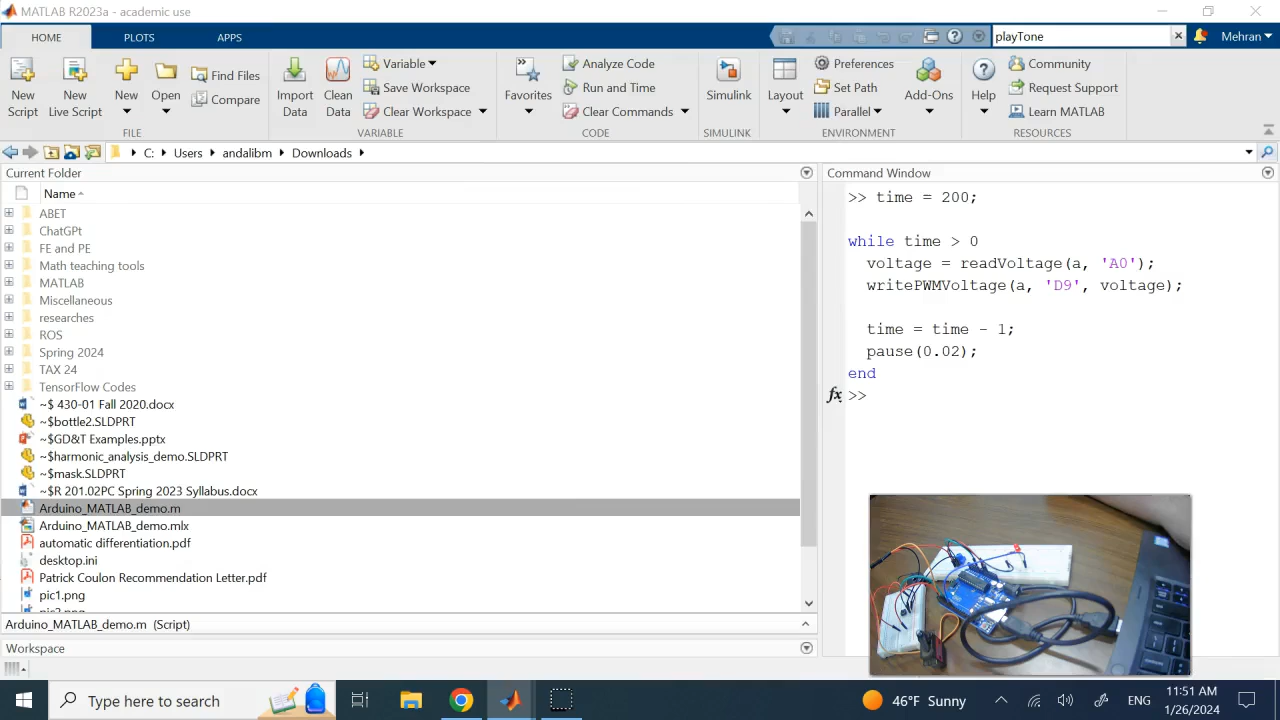 MATLAB R2023a - academic use
HOME PLOTS APPS
playTone
Mehran
New Script
New Live Script
New
Open
Find Files
Compare
FILE
Import Data
Clean Data
Variable
Save Workspace
Clear Workspace
VARIABLE
Favorites
Analyze Code
Run and Time
Clear Commands
CODE
Simulink
SIMULINK
Layout
Preferences
Set Path
Parallel
Add-Ons
ENVIRONMENT
Help
Community
Request Support
Learn MATLAB
RESOURCES
C: Users andalibm Downloads
Current Folder
Name
ABET
ChatGPt
FE and PE
Math teaching tools
MATLAB
Miscellaneous
researches
ROS
Spring 2024
TAX 24
TensorFlow Codes
~$ 430-01 Fall 2020.docx
~$bottle2.SLDPRT
~$GD&T Examples.pptx
~$harmonic_analysis_demo.SLDPRT
~$mask.SLDPRT
~$R 201.02PC Spring 2023 Syllabus.docx
Arduino_MATLAB_demo.m
Arduino_MATLAB_demo.mlx
automatic differentiation.pdf
desktop.ini
Patrick Coulon Recommendation Letter.pdf
pic1.png
pic2.png
Arduino_MATLAB_demo.m (Script)
Workspace
Command Window
>> time = 200;
while time > 0
voltage = readVoltage(a, 'A0');
writePWMVoltage(a, 'D9', voltage);
time = time - 1;
pause(0.02);
end
fx >>
Type here to search
46°F Sunny
ENG
11:51 AM
1/26/2024